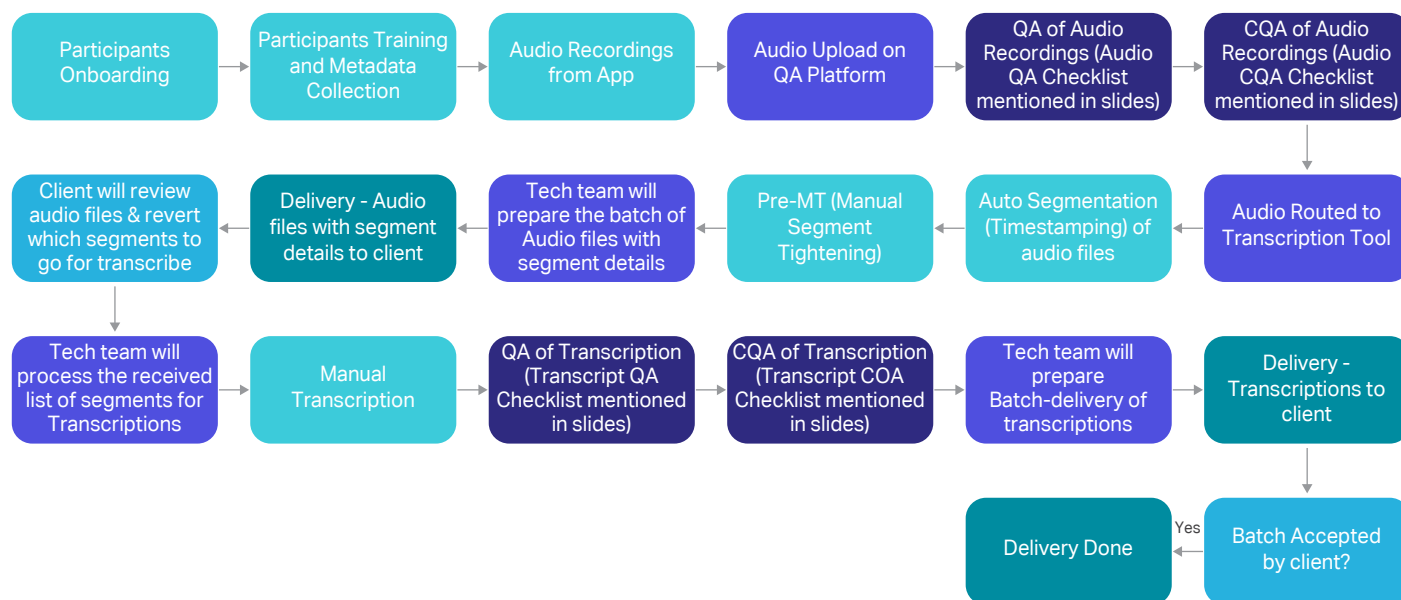 Participants
Onboarding
Participants Training
and Metadata
Collection
Audio Recordings
from App
Audio Upload on
QA Platform
QA of Audio
Recordings (Audio
QA Checklist
mentioned in slides)
CQA of Audio
Recordings (Audio
CQA Checklist
mentioned in slides)
Audio Routed to
Transcription Tool
Auto Segmentation
(Timestamping) of
audio files
Pre-MT (Manual
Segment
Tightening)
Tech team will
prepare the batch of
Audio files with
segment details
Delivery - Audio
files with segment
details to client
Client will review
audio files & revert
which segments to
go for transcribe
Tech team will
process the received
list of segments for
Transcriptions
Manual
Transcription
QA of Transcription
(Transcript QA
Checklist mentioned
in slides)
CQA of Transcription
(Transcript COA
Checklist mentioned
in slides)
Tech team will
prepare
Batch-delivery of
transcriptions
Delivery -
Transcriptions to
client
Batch Accepted
by client?
Yes
Delivery Done